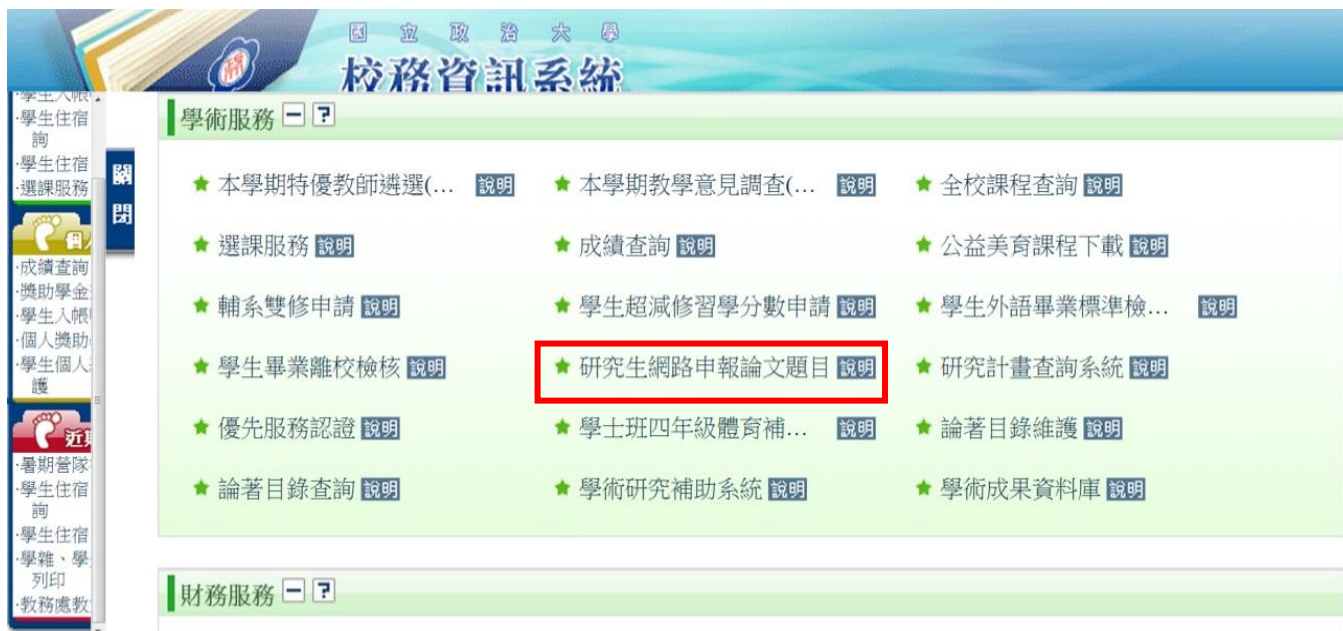 國立政治大學
校務資訊系統
·學生入帳
·學生住宿
詢
·學生住宿
·選課服務
關
閉
個人
·成績查詢
·獎助學金
·學生入帳
·個人獎助
·學生個人
護
近期
·暑期營隊
·學生住宿
詢
·學生住宿
·學雜、學
列印
·教務處教
學術服務
本學期特優教師遴選(... 說明
本學期教學意見調查(... 說明
全校課程查詢 說明
選課服務 說明
成績查詢 說明
公益美育課程下載 說明
輔系雙修申請 說明
學生超減修習學分數申請 說明
學生外語畢業標準檢... 說明
學生畢業離校檢核 說明
研究生網路申報論文題目 說明
研究計畫查詢系統 說明
優先服務認證 說明
學士班四年級體育補... 說明
論著目錄維護 說明
論著目錄查詢 說明
學術研究補助系統 說明
學術成果資料庫 說明
財務服務